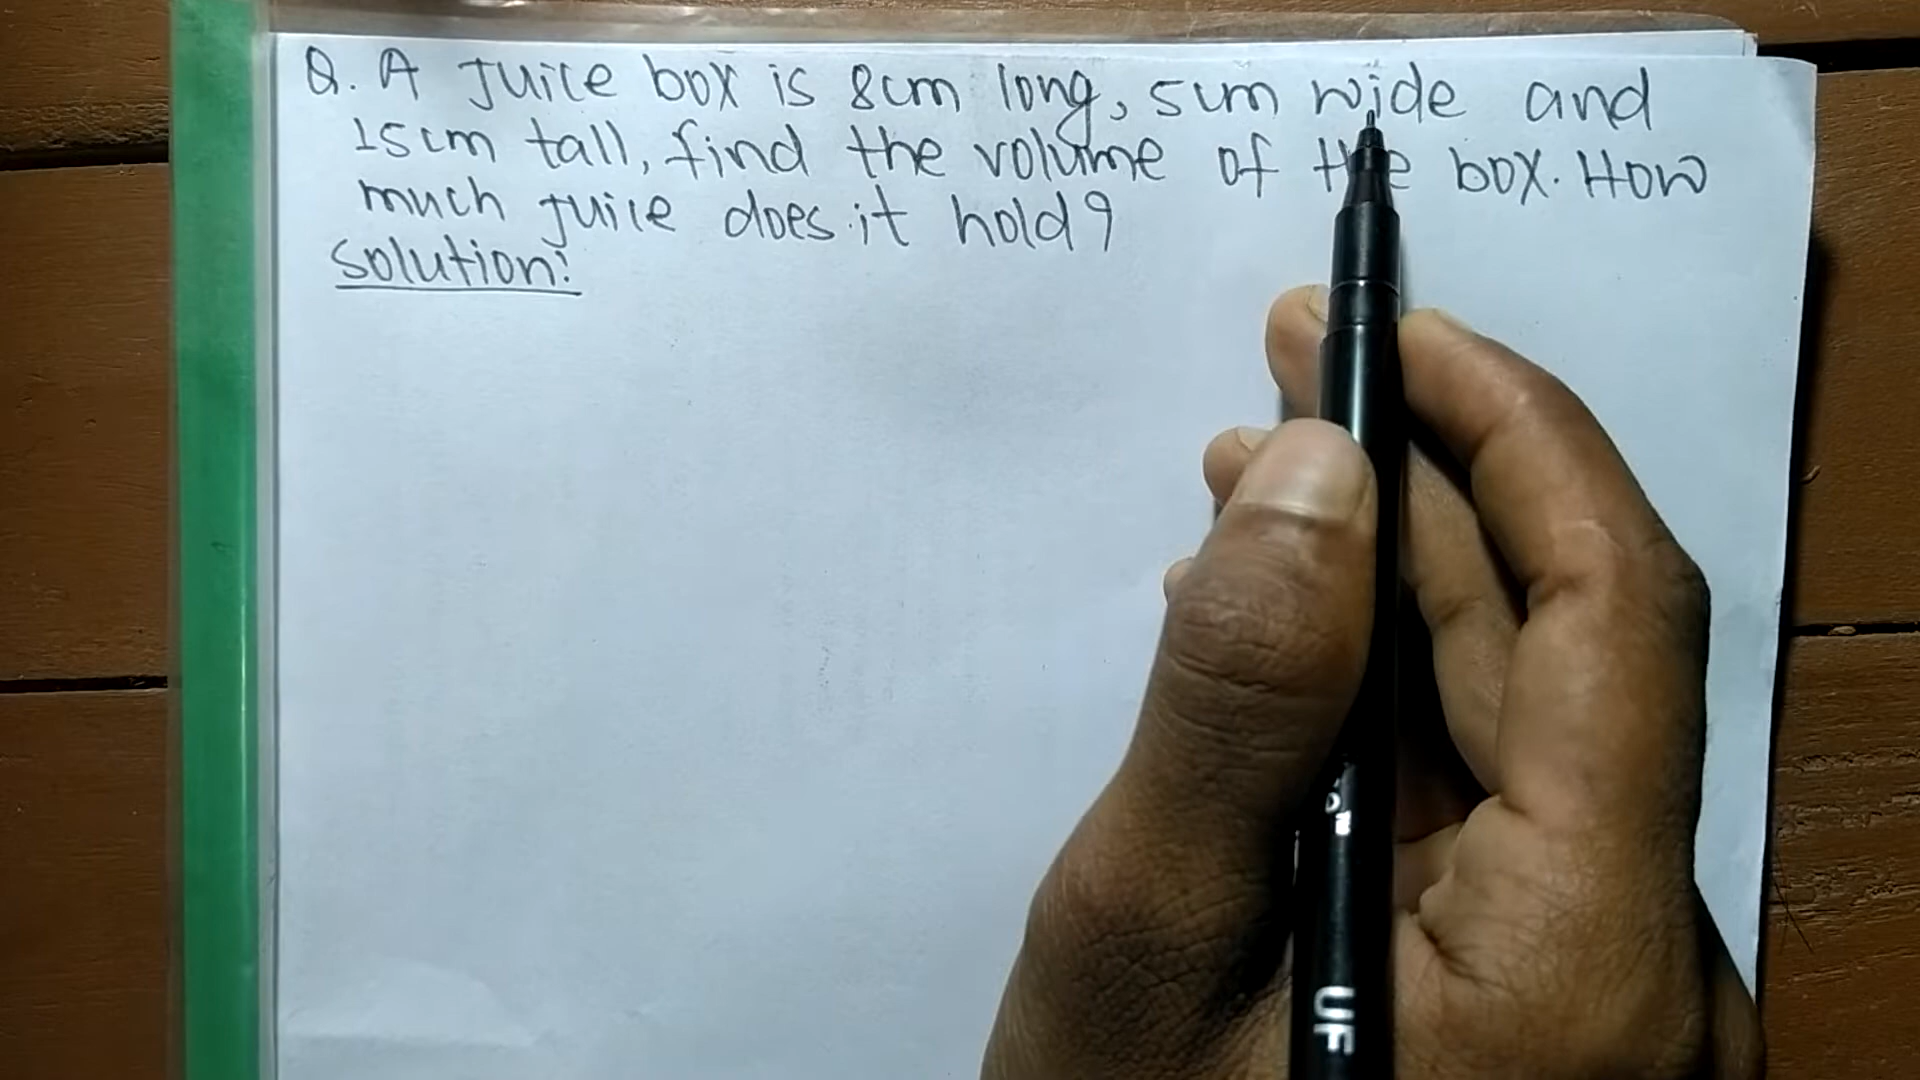 Q. A Juice box is 8cm long, 5cm wide and
15cm tall, find the volume of the box. How
much juice does it hold?
Solution:
UF